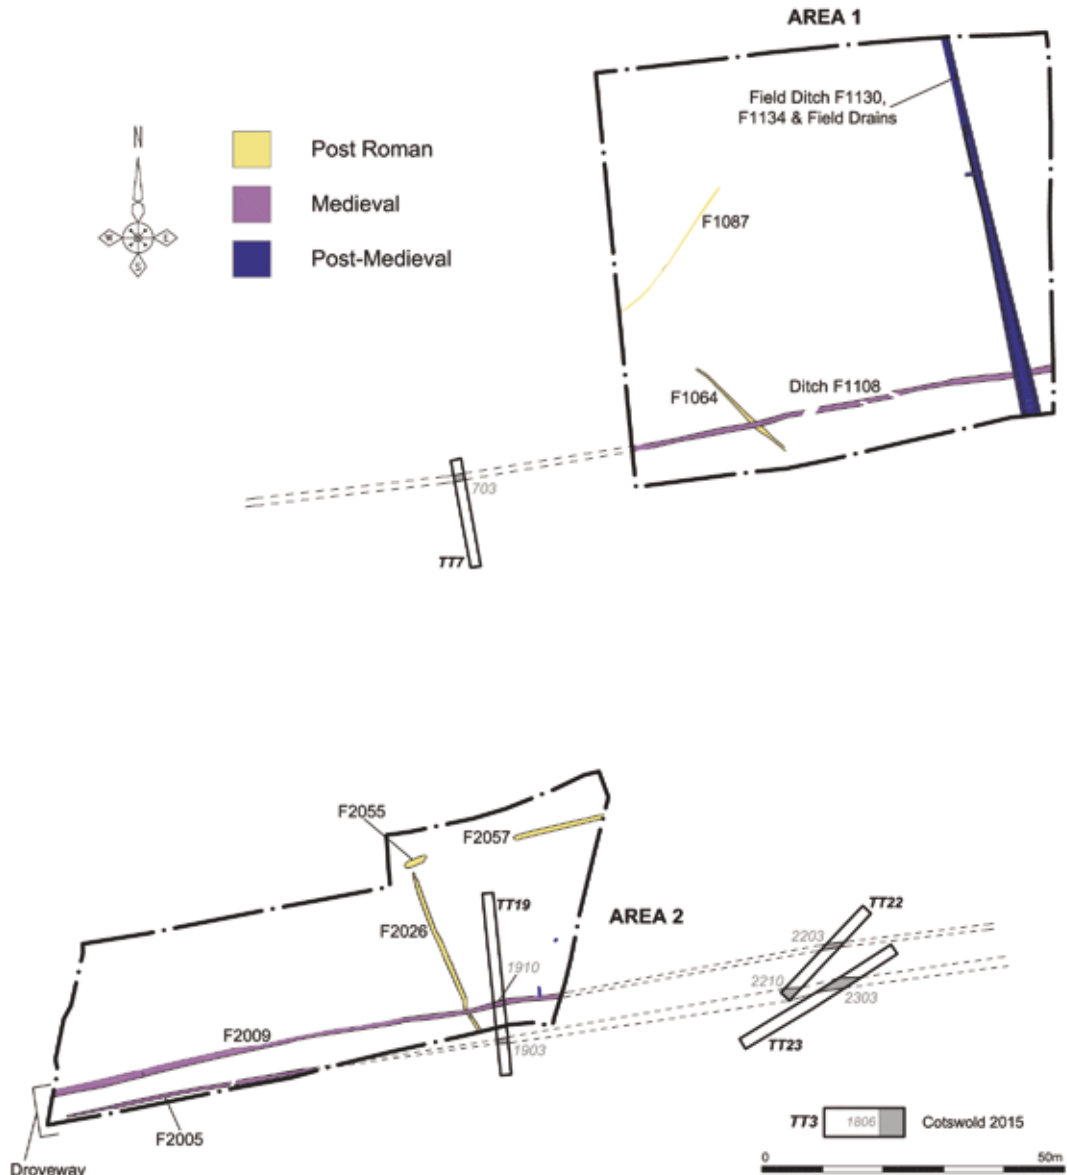 AREA 1
Field Ditch F1130,
F1134 & Field Drains
N
W
E
S
Post Roman
Medieval
Post-Medieval
F1087
F1064
Ditch F1108
703
TT7
F2055
F2057
TT19
AREA 2
F2026
1910
TT22
2203
2210
2303
F2009
1903
TT23
F2005
Droveway
TT3
1806
Cotswold 2015
0
50m